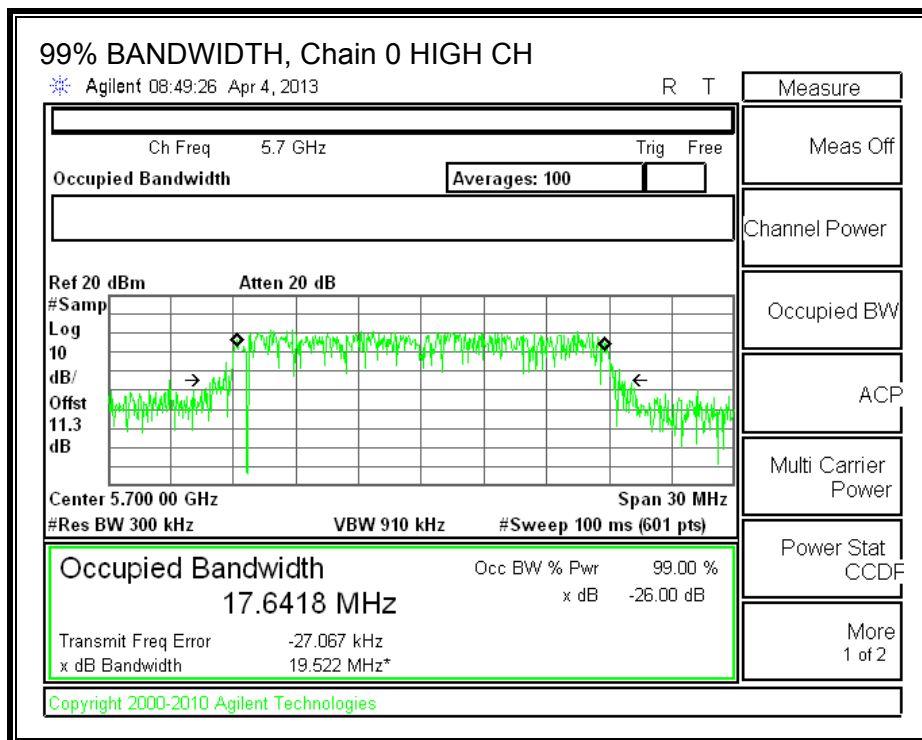 99% BANDWIDTH, Chain 0 HIGH CH
Agilent 08:49:26 Apr 4, 2013 R T
Measure
Ch Freq 5.7 GHz Trig Free
Occupied Bandwidth Averages: 100
Ref 20 dBm Atten 20 dB
#Samp
Log
10
dB/
Offst
11.3
dB
Center 5.700 00 GHz Span 30 MHz
#Res BW 300 kHz VBW 910 kHz #Sweep 100 ms (601 pts)
Occupied Bandwidth Occ BW % Pwr 99.00 %
17.6418 MHz x dB -26.00 dB
Transmit Freq Error -27.067 kHz
x dB Bandwidth 19.522 MHz*
Copyright 2000-2010 Agilent Technologies
Meas Off
Channel Power
Occupied BW
ACP
Multi Carrier
Power
Power Stat
CCDF
More
1 of 2